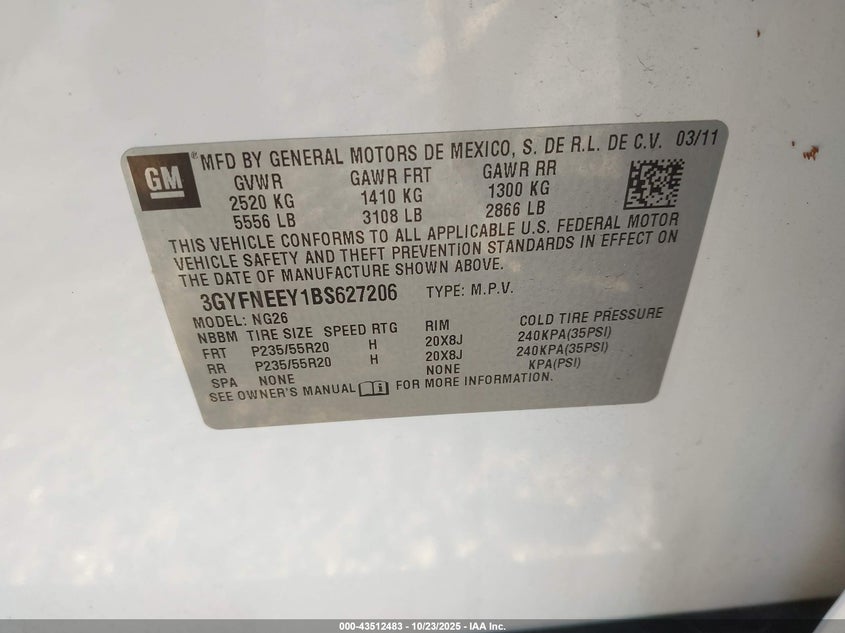 GM ® MFD BY GENERAL MOTORS DE MEXICO, S. DE R.L. DE C.V. 03/11
GVWR GAWR FRT GAWR RR
2520 KG 1410 KG 1300 KG
5556 LB 3108 LB 2866 LB
THIS VEHICLE CONFORMS TO ALL APPLICABLE U.S. FEDERAL MOTOR
VEHICLE SAFETY AND THEFT PREVENTION STANDARDS IN EFFECT ON
THE DATE OF MANUFACTURE SHOWN ABOVE.
3GYFNEEY1BS627206 TYPE: M.P.V.
MODEL: NG26
NBBM TIRE SIZE SPEED RTG RIM COLD TIRE PRESSURE
FRT P235/55R20 H 20X8J 240KPA(35PSI)
RR P235/55R20 H 20X8J 240KPA(35PSI)
SPA NONE NONE KPA(PSI)
SEE OWNER'S MANUAL FOR MORE INFORMATION.
000-43512483 - 10/23/2025 - IAA Inc.